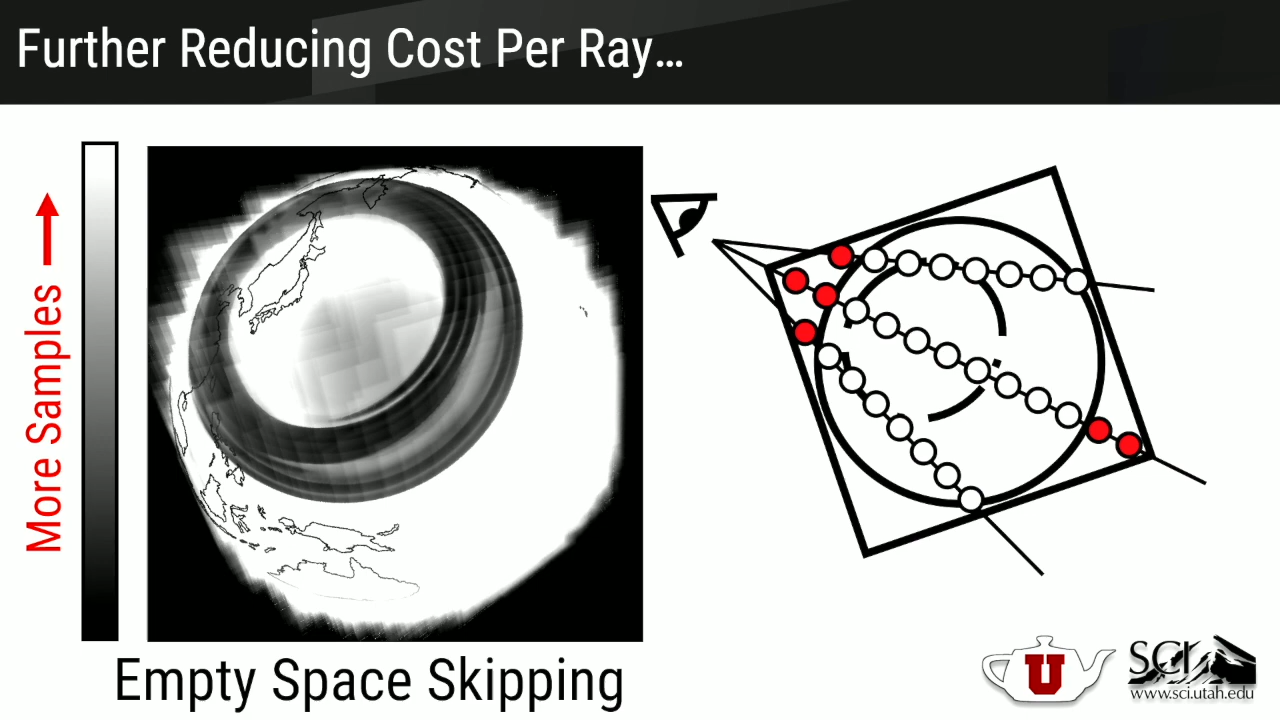 Further Reducing Cost Per Ray…
More Samples
Empty Space Skipping
U
SCI
www.sci.utah.edu